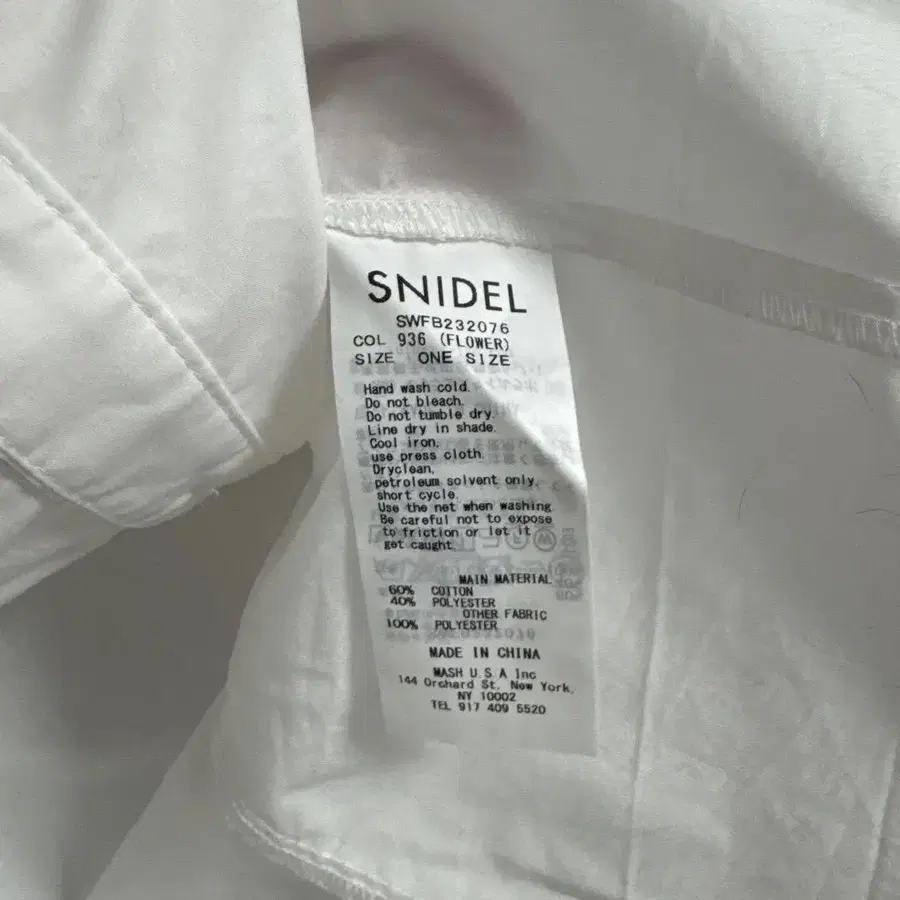 SNIDEL
SWFB232076
COL 936 (FLOWER)
SIZE ONE SIZE
Hand wash cold.
Do not bleach.
Do not tumble dry.
Line dry in shade.
Cool iron,
use press cloth.
Dryclean,
petroleum solvent only,
short cycle.
Use the net when washing.
Be careful not to expose
to friction or let it
get caught.
MAIN MATERIAL
60% COTTON
40% POLYESTER
OTHER FABRIC
100% POLYESTER
MADE IN CHINA
MASH U.S.A Inc
144 Orchard St. New York,
NY 10002
TEL 917 409 5520